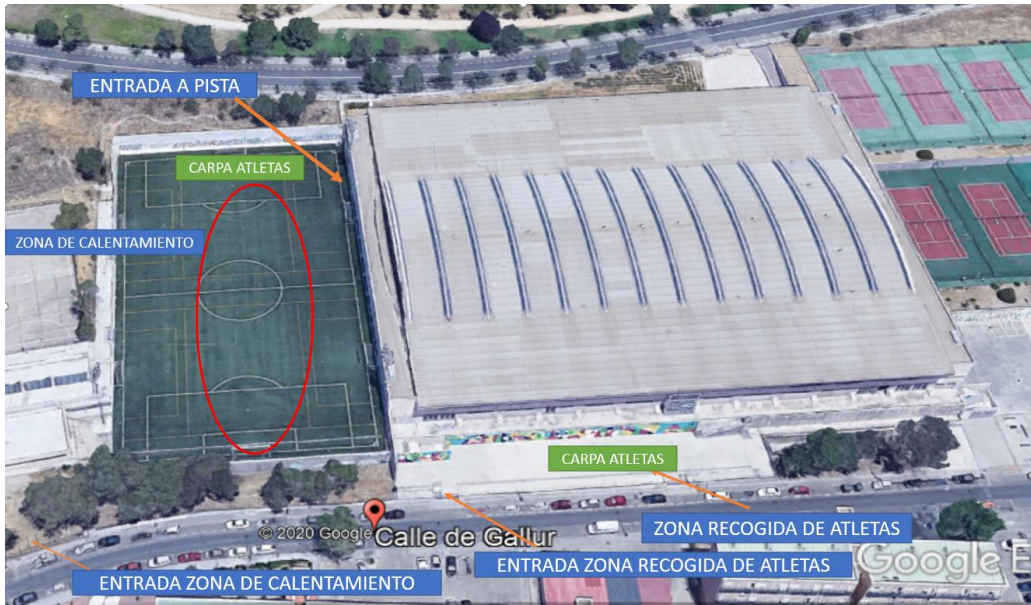 ENTRADA A PISTA
CARPA ATLETAS
ZONA DE CALENTAMIENTO
CARPA ATLETAS
© 2020 Google
Calle de Gallur
ZONA RECOGIDA DE ATLETAS
ENTRADA ZONA RECOGIDA DE ATLETAS
Google E
ENTRADA ZONA DE CALENTAMIENTO